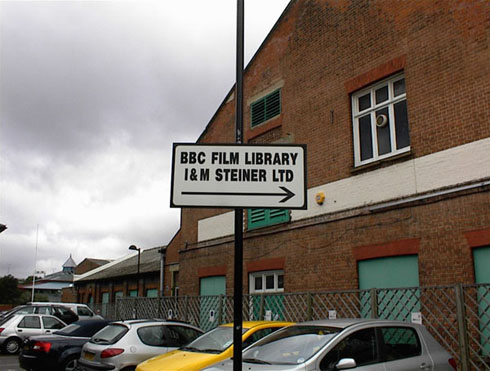 BBC FILM LIBRARY
I&M STEINER LTD